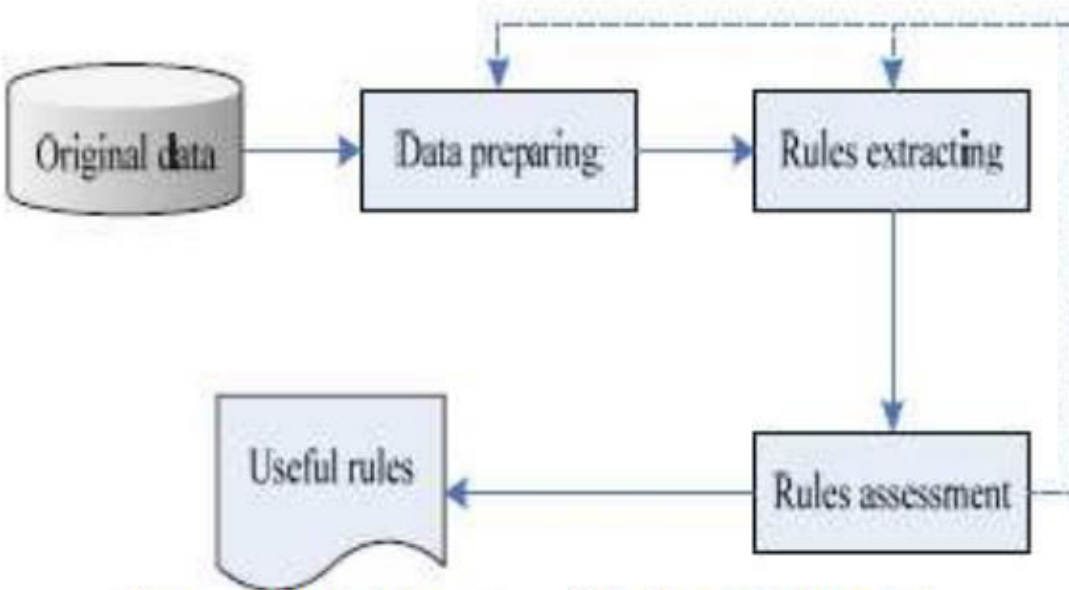 Original data
Data preparing
Rules extracting
Useful rules
Rules assessment